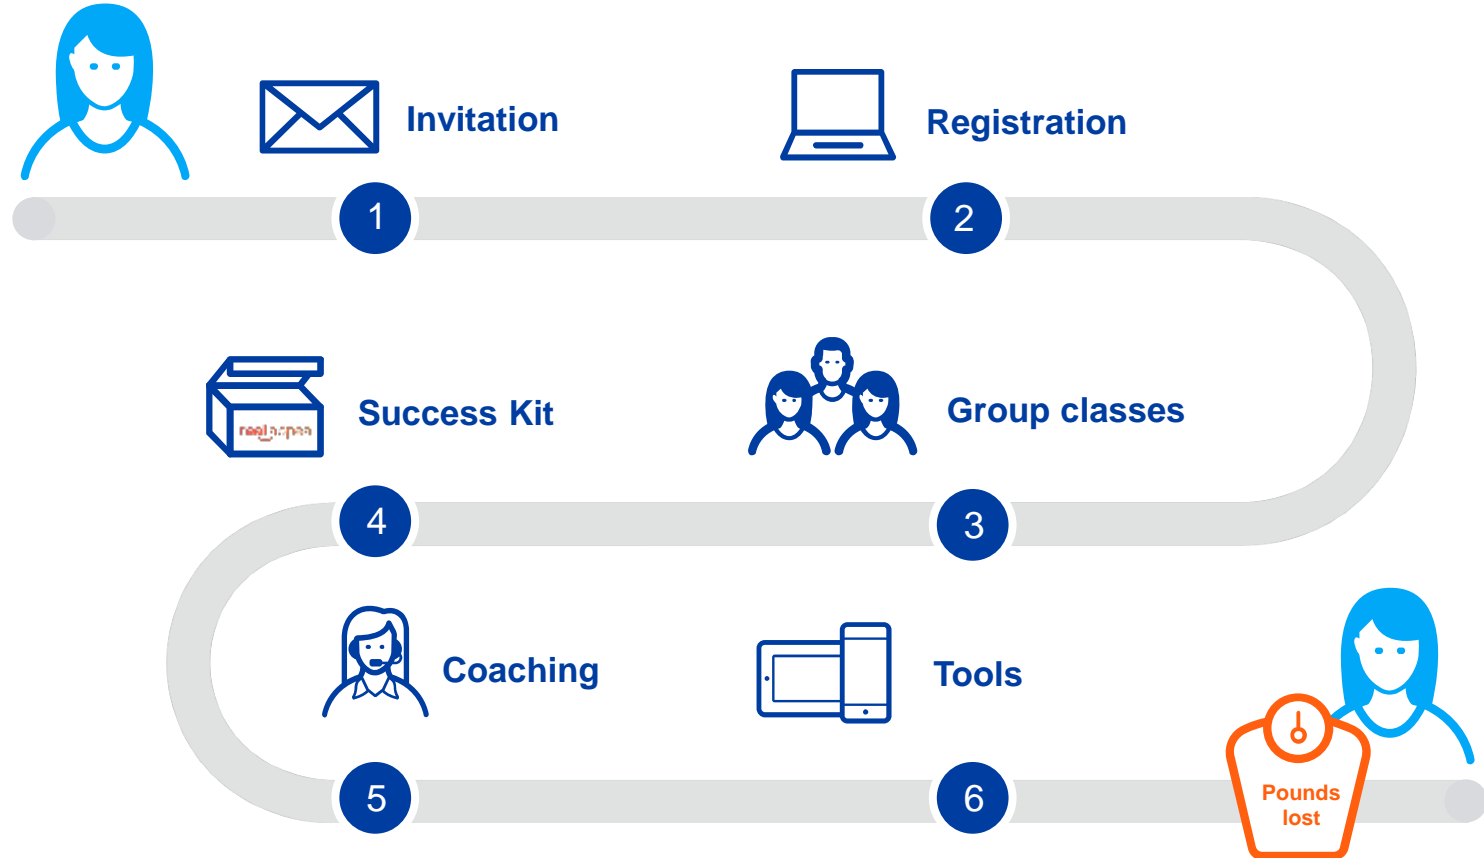 Invitation
Registration
1
2
Success Kit
Group classes
4
3
Coaching
Tools
Pounds
lost
5
6